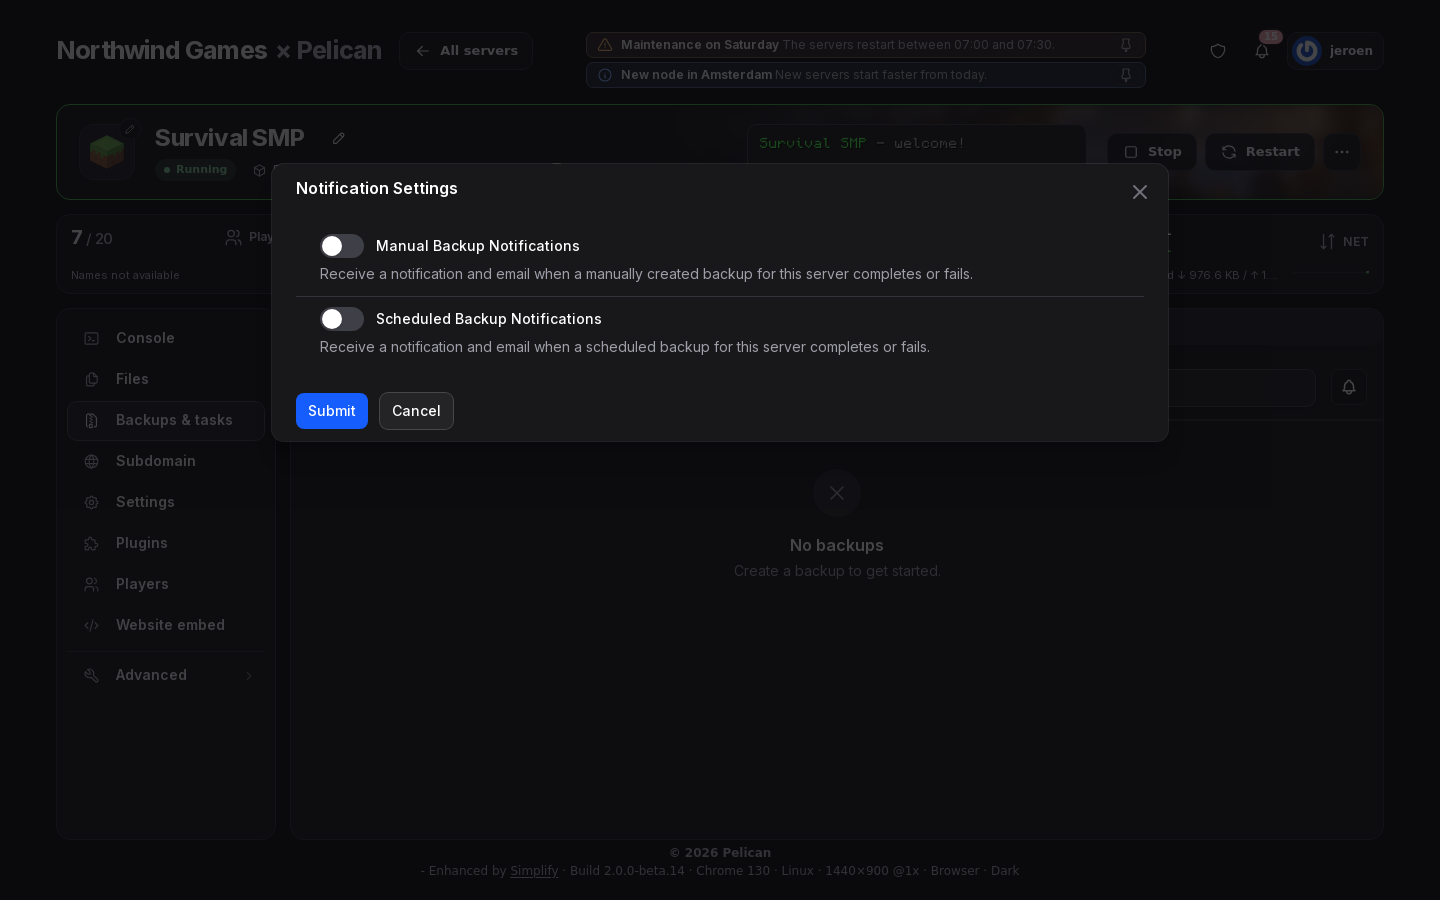 Northwind Games × Pelican
All servers
Maintenance on Saturday The servers restart between 07:00 and 07:30.
New node in Amsterdam New servers start faster from today.
15
jeroen
Survival SMP
Running
Survival SMP - welcome!
Stop
Restart
7 / 20
Names not available
NET
↓ 976.6 KB / ↑ 1...
Notification Settings
Manual Backup Notifications
Receive a notification and email when a manually created backup for this server completes or fails.
Scheduled Backup Notifications
Receive a notification and email when a scheduled backup for this server completes or fails.
Submit
Cancel
Console
Files
Backups & tasks
Subdomain
Settings
Plugins
Players
Website embed
Advanced
No backups
Create a backup to get started.
© 2026 Pelican
- Enhanced by Simplify · Build 2.0.0-beta.14 · Chrome 130 · Linux · 1440×900 @1x · Browser · Dark